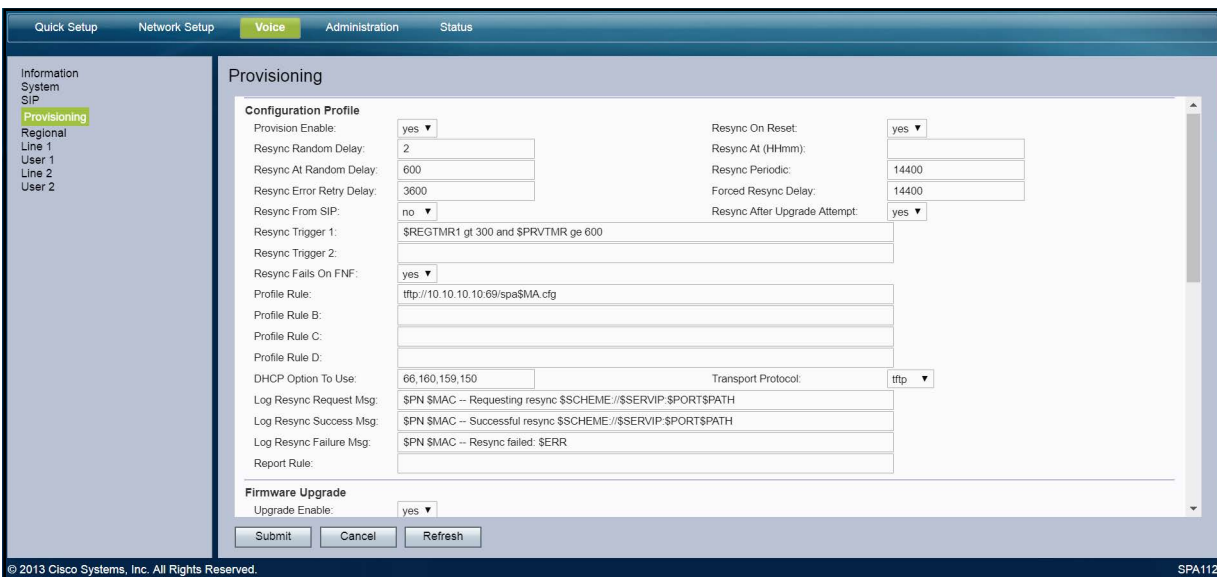 Quick Setup Network Setup Voice Administration Status
Information
System
SIP
Provisioning
Regional
Line 1
User 1
Line 2
User 2
Provisioning
Configuration Profile
Provision Enable: yes Resync On Reset: yes
Resync Random Delay: 2 Resync At (HHmm):
Resync At Random Delay: 600 Resync Periodic: 14400
Resync Error Retry Delay: 3600 Forced Resync Delay: 14400
Resync From SIP: no Resync After Upgrade Attempt: yes
Resync Trigger 1: $REGTMR1 gt 300 and $PRVTMR ge 600
Resync Trigger 2:
Resync Fails On FNF: yes
Profile Rule: tftp://10.10.10.10:69/spa$MA.cfg
Profile Rule B:
Profile Rule C:
Profile Rule D:
DHCP Option To Use: 66,160,159,150 Transport Protocol: tftp
Log Resync Request Msg: $PN $MAC -- Requesting resync $SCHEME://$SERVIP:$PORT$PATH
Log Resync Success Msg: $PN $MAC -- Successful resync $SCHEME://$SERVIP:$PORT$PATH
Log Resync Failure Msg: $PN $MAC -- Resync failed: $ERR
Report Rule:
Firmware Upgrade
Upgrade Enable: yes
Submit Cancel Refresh
© 2013 Cisco Systems, Inc. All Rights Reserved. SPA112